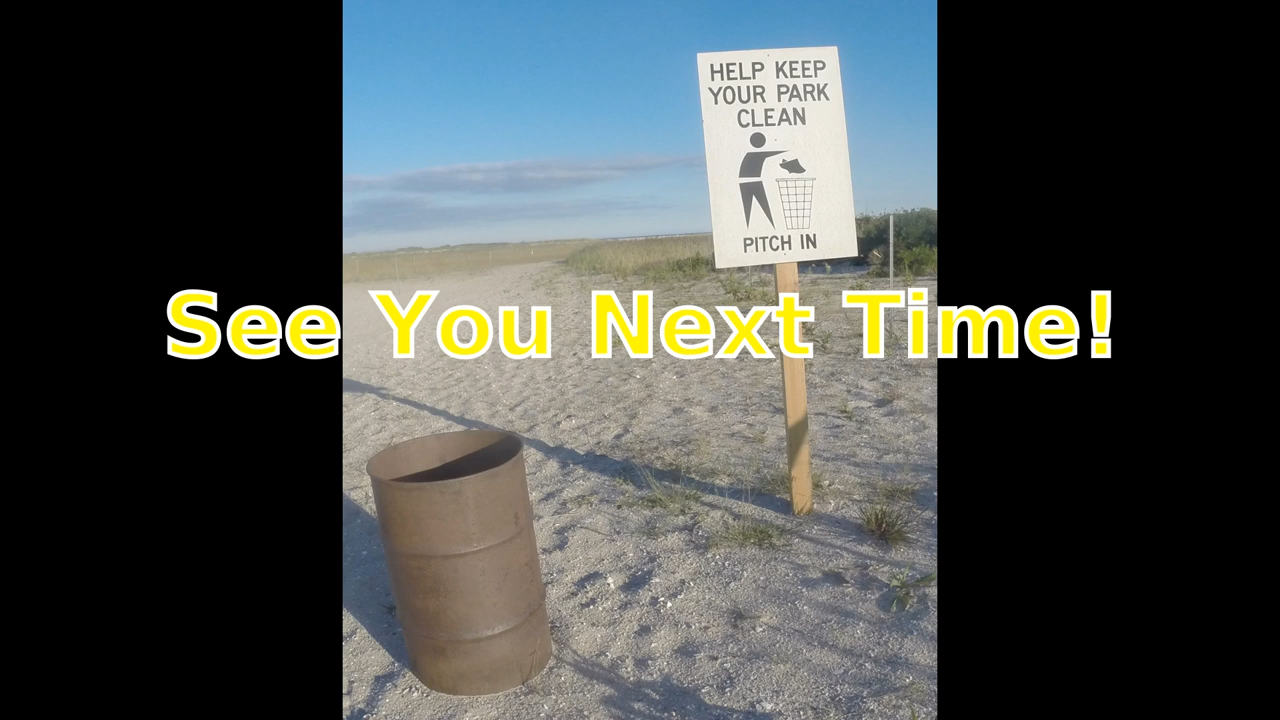 HELP KEEP
YOUR PARK
CLEAN
PITCH IN
See You Next Time!